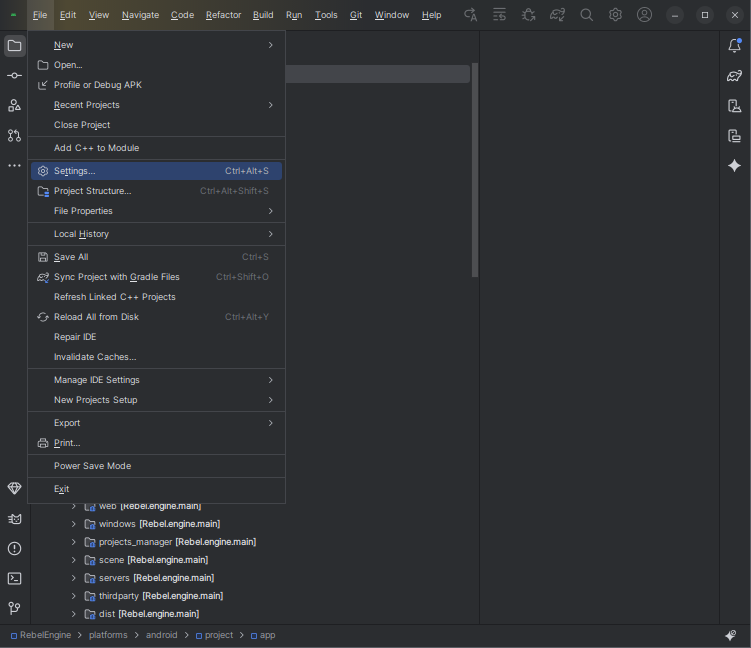 File Edit View Navigate Code Refactor Build Run Tools Git Window Help
New
Open...
Profile or Debug APK
Recent Projects
Close Project
Add C++ to Module
Settings... Ctrl+Alt+S
Project Structure... Ctrl+Alt+Shift+S
File Properties
Local History
Save All Ctrl+S
Sync Project with Gradle Files Ctrl+Shift+O
Refresh Linked C++ Projects
Reload All from Disk Ctrl+Alt+Y
Repair IDE
Invalidate Caches...
Manage IDE Settings
New Projects Setup
Export
Print...
Power Save Mode
Exit
web [Rebel.engine.main]
windows [Rebel.engine.main]
projects_manager [Rebel.engine.main]
scene [Rebel.engine.main]
servers [Rebel.engine.main]
thirdparty [Rebel.engine.main]
dist [Rebel.engine.main]
RebelEngine platforms android project app